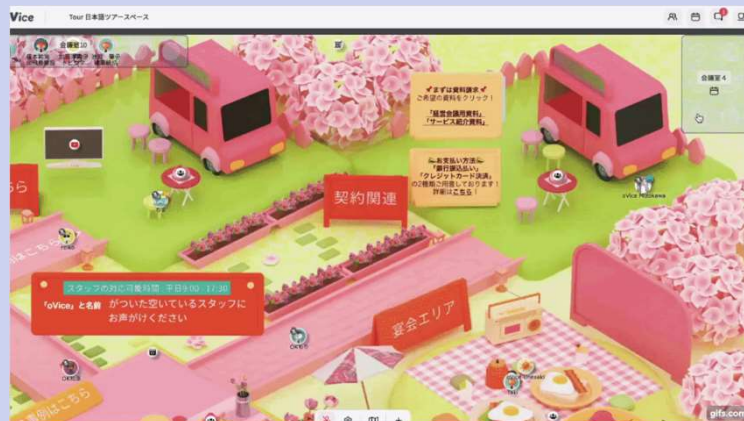 Vice
Tour 日本語ツアースペース
会議室10
会議室4
まずは資料請求
ご希望の資料をクリック！
「経営会議用資料」
「サービス紹介資料」
お支払い方法
「銀行振込払い」
「クレジットカード決済」
の2種類ご用意しております！
詳細はこちら！
契約関連
スタッフの対応可能時間 平日9:00 17:30
「oVice」と名前 がついた空いているスタッフに
お声がけください
宴会エリア
事例はこちら
gifs.com